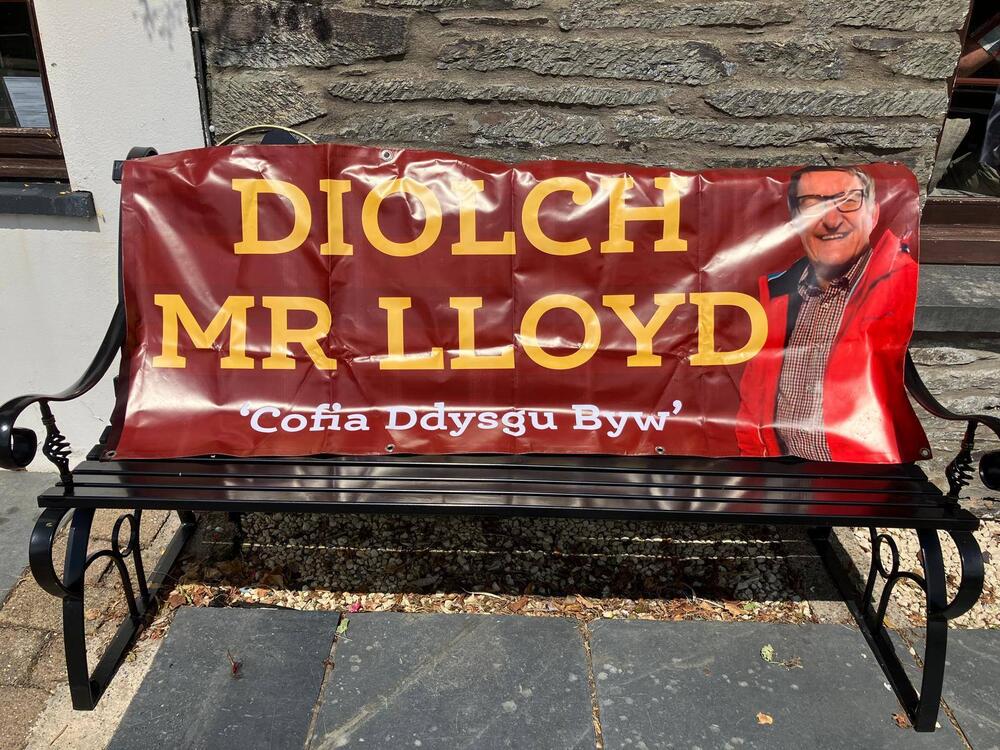 DIOLCH
MR LLOYD
‘Cofia Ddysgu Byw’